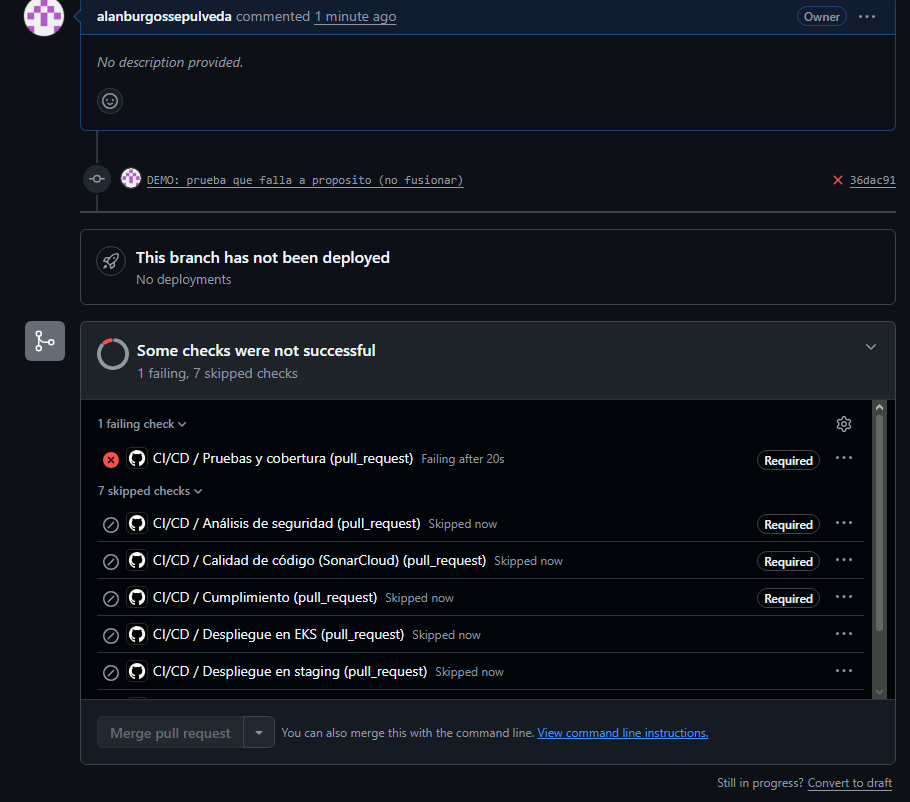 alanburgossepulveda commented 1 minute ago Owner
No description provided.
DEMO: prueba que falla a proposito (no fusionar) 36dac91
This branch has not been deployed
No deployments
Some checks were not successful
1 failing, 7 skipped checks
1 failing check
CI/CD / Pruebas y cobertura (pull_request) Failing after 20s Required
7 skipped checks
CI/CD / Análisis de seguridad (pull_request) Skipped now Required
CI/CD / Calidad de código (SonarCloud) (pull_request) Skipped now Required
CI/CD / Cumplimiento (pull_request) Skipped now Required
CI/CD / Despliegue en EKS (pull_request) Skipped now
CI/CD / Despliegue en staging (pull_request) Skipped now
Merge pull request You can also merge this with the command line. View command line instructions.
Still in progress? Convert to draft